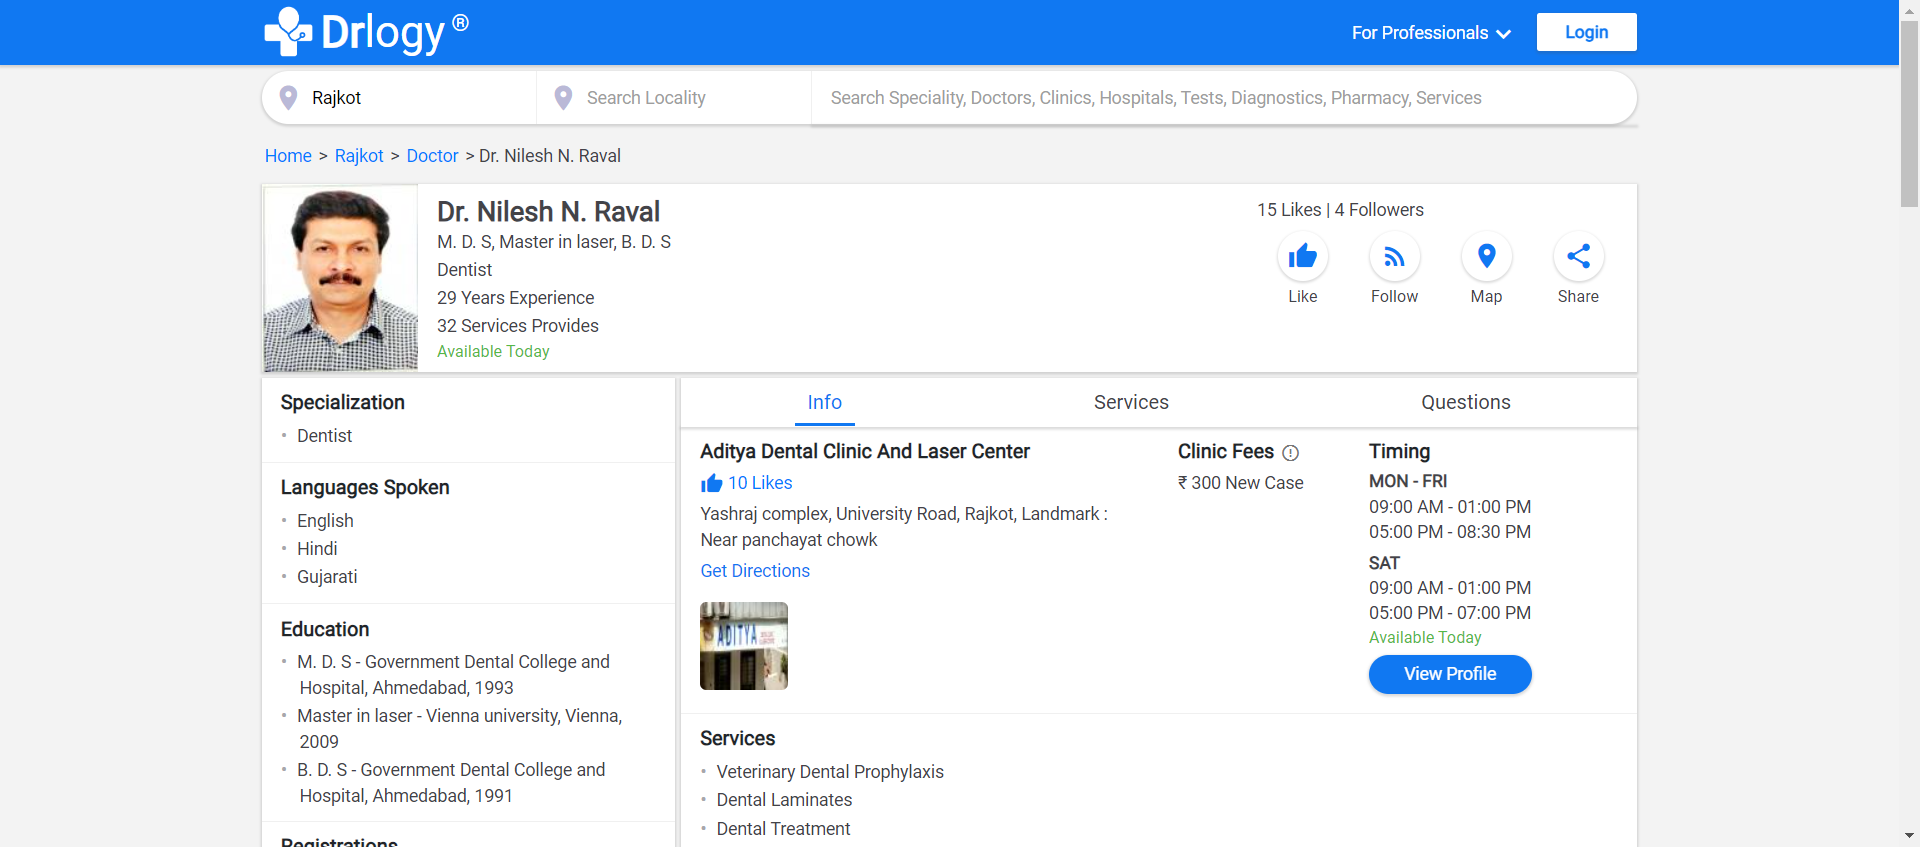 Drlogy ®
For Professionals
Login
Rajkot
Search Locality
Search Speciality, Doctors, Clinics, Hospitals, Tests, Diagnostics, Pharmacy, Services
Home > Rajkot > Doctor > Dr. Nilesh N. Raval
Dr. Nilesh N. Raval
M. D. S, Master in laser, B. D. S
Dentist
29 Years Experience
32 Services Provides
Available Today
15 Likes | 4 Followers
Like
Follow
Map
Share
Specialization
• Dentist
Languages Spoken
• English
• Hindi
• Gujarati
Education
• M. D. S - Government Dental College and
Hospital, Ahmedabad, 1993
• Master in laser - Vienna university, Vienna,
2009
• B. D. S - Government Dental College and
Hospital, Ahmedabad, 1991
Registrations
Info
Services
Questions
Aditya Dental Clinic And Laser Center
10 Likes
Yashraj complex, University Road, Rajkot, Landmark :
Near panchayat chowk
Get Directions
ADITYA
Clinic Fees
₹ 300 New Case
Timing
MON - FRI
09:00 AM - 01:00 PM
05:00 PM - 08:30 PM
SAT
09:00 AM - 01:00 PM
05:00 PM - 07:00 PM
Available Today
View Profile
Services
• Veterinary Dental Prophylaxis
• Dental Laminates
• Dental Treatment